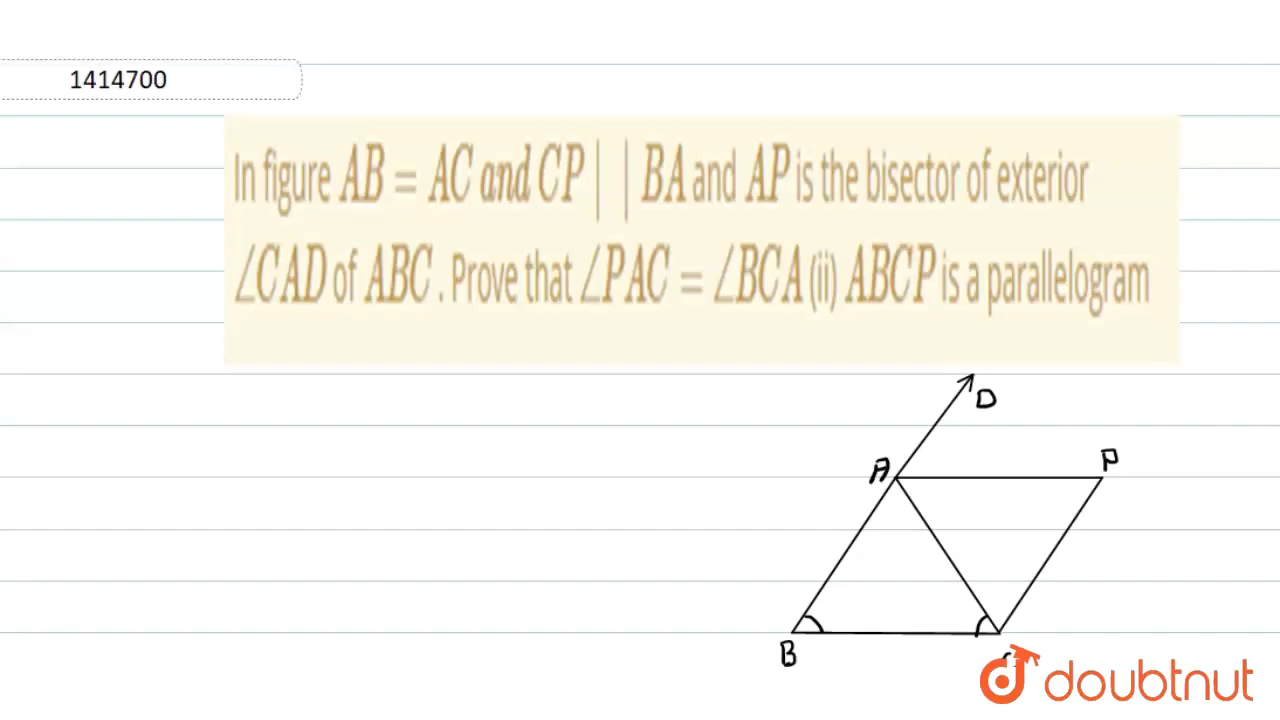 1414700
In figure AB = AC and CP | | BA and AP is the bisector of exterior
∠CAD of ABC . Prove that ∠PAC = ∠BCA (ii) ABCP is a parallelogram
D
A
P
B
doubtnut